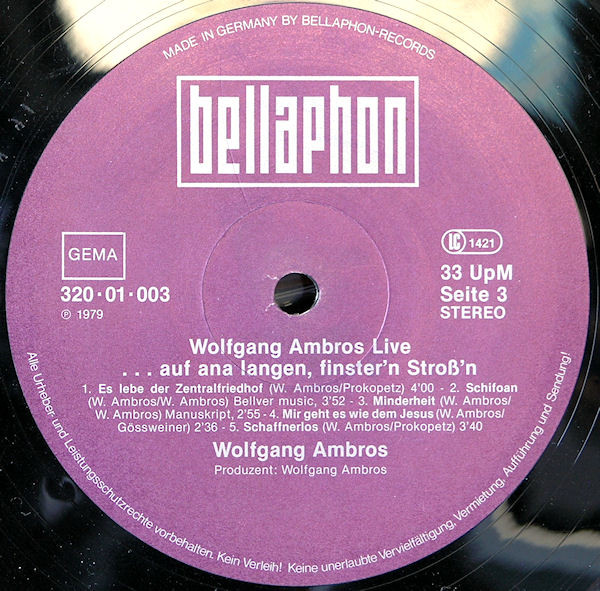 MADE IN GERMANY BY BELLAPHON-RECORDS
bellaphon
GEMA
320·01·003
℗ 1979
LC 1421
33 UpM
Seite 3
STEREO
Wolfgang Ambros Live
. . . auf ana langen, finster'n Stroß'n
1. Es lebe der Zentralfriedhof (W. Ambros/Prokopetz) 4'00 - 2. Schifoan
(W. Ambros/W. Ambros) Bellver music, 3'52 - 3. Minderheit (W. Ambros/
W. Ambros) Manuskript, 2'55 - 4. Mir geht es wie dem Jesus (W. Ambros/
Gössweiner) 2'36 - 5. Schaffnerlos (W. Ambros/Prokopetz) 3'40
Wolfgang Ambros
Produzent: Wolfgang Ambros
Alle Urheber und Leistungsschutzrechte vorbehalten. Kein Verleih! Keine unerlaubte Vervielfältigung, Vermietung, Aufführung und Sendung!